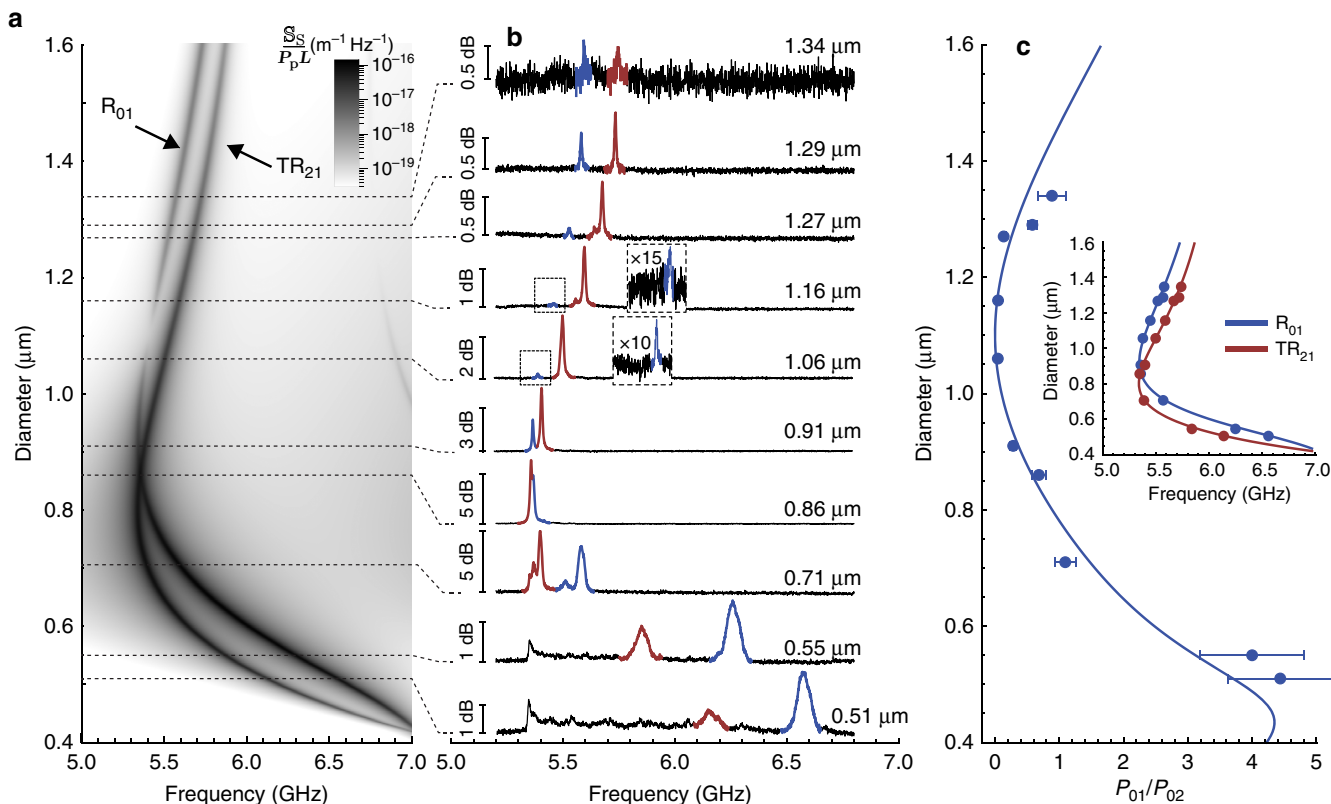 a
1.6
1.4
1.2
1.0
0.8
0.6
0.4
Diameter (μm)
5.0
5.5
6.0
6.5
7.0
Frequency (GHz)
R01
TR21
𝔖S
PpL
(m−1 Hz−1)
10−16
10−17
10−18
10−19
b
0.5 dB
1.34 μm
0.5 dB
1.29 μm
0.5 dB
1.27 μm
1 dB
×15
1.16 μm
2 dB
×10
1.06 μm
3 dB
0.91 μm
5 dB
0.86 μm
5 dB
0.71 μm
1 dB
0.55 μm
1 dB
0.51 μm
5.0
5.5
6.0
6.5
7.0
Frequency (GHz)
c
1.6
1.4
1.2
1.0
0.8
0.6
0.4
Diameter (μm)
0
1
2
3
4
5
P01/P02
1.6
1.4
1.2
1.0
0.8
0.6
0.4
Diameter (μm)
R01
TR21
5.0
5.5
6.0
6.5
7.0
Frequency (GHz)